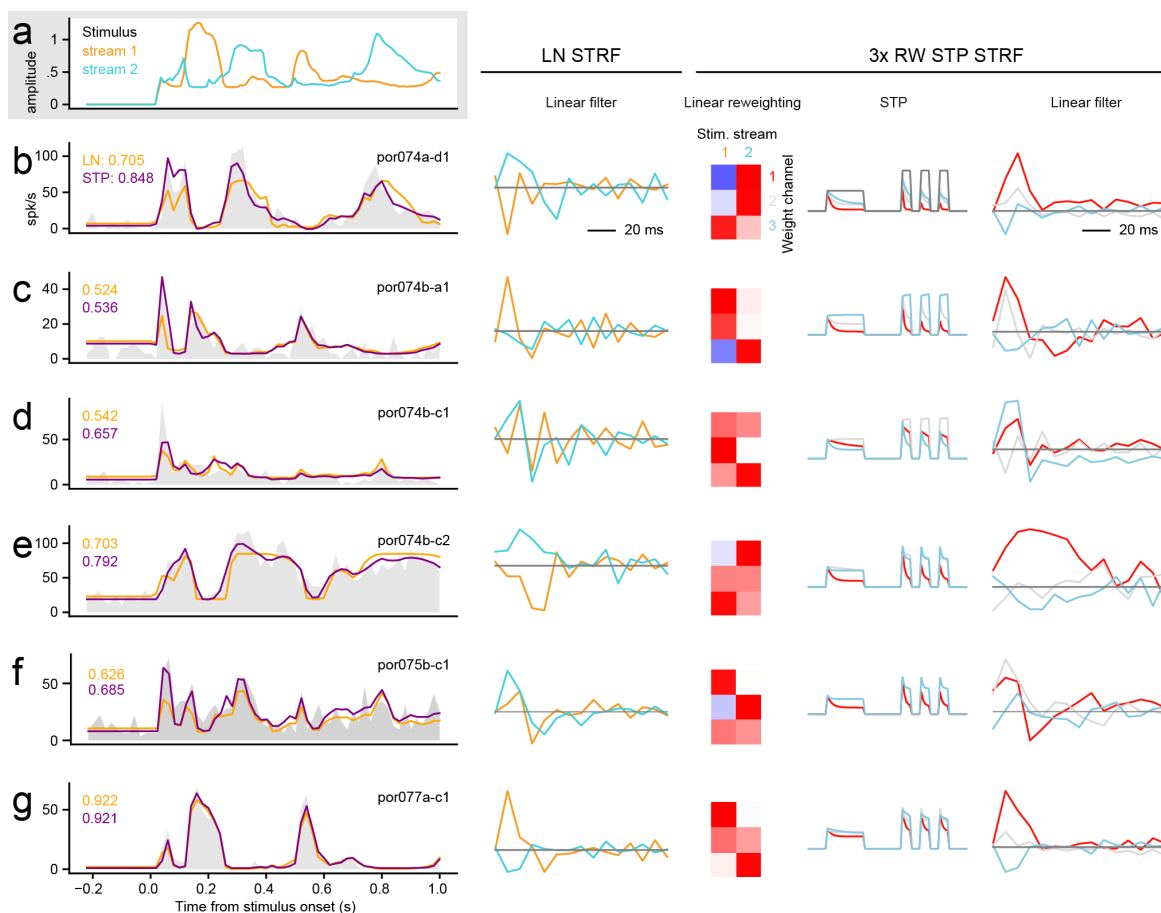 a
Stimulus
stream 1
stream 2
amplitude
1
.5
0
LN STRF
3x RW STP STRF
Linear filter
Linear reweighting
STP
Linear filter
Stim. stream
1 2
1
2
3
Weight channel
20 ms
20 ms
b
LN: 0.705
STP: 0.848
por074a-d1
spk/s
100
50
0
c
0.524
0.536
por074b-a1
40
20
0
d
0.542
0.657
por074b-c1
50
0
e
0.703
0.792
por074b-c2
100
50
0
f
0.626
0.685
por075b-c1
50
0
g
0.922
0.921
por077a-c1
50
0
−0.2 0.0 0.2 0.4 0.6 0.8 1.0
Time from stimulus onset (s)